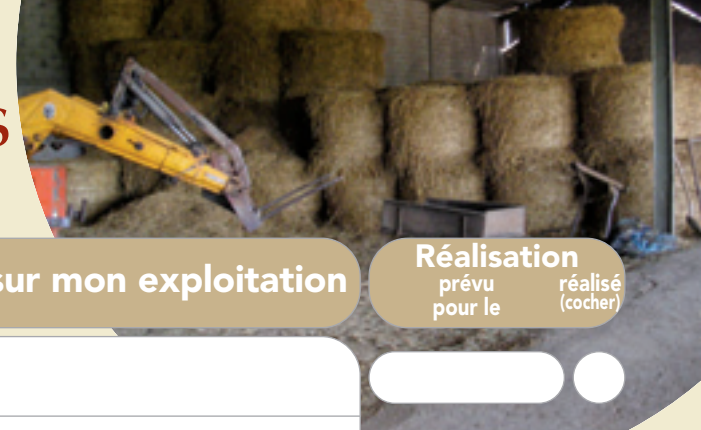 s
sur mon exploitation
Réalisation
prévu
pour le
réalisé
(cocher)